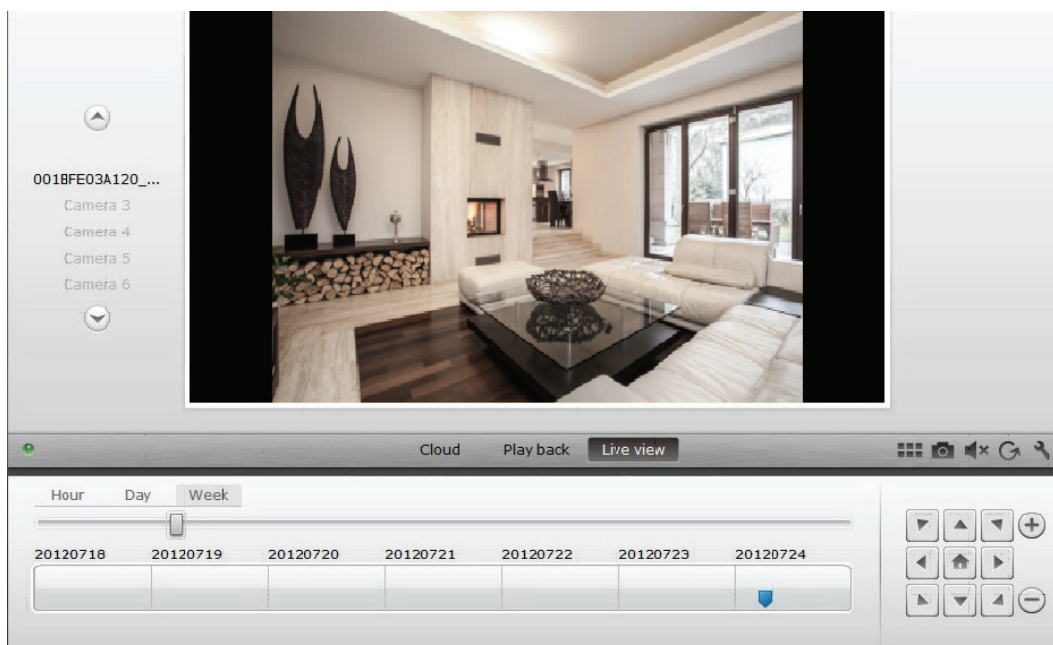 001BFE03A120_...
Camera 3
Camera 4
Camera 5
Camera 6
Cloud Play back Live view
Hour Day Week
20120718 20120719 20120720 20120721 20120722 20120723 20120724